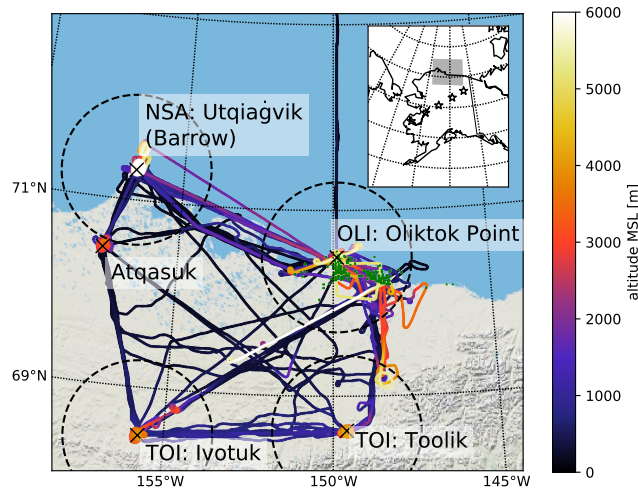 NSA: Utqiaġvik
(Barrow)
71°N
OLI: Oliktok Point
Atqasuk
69°N
TOI: Ivotuk
TOI: Toolik
155°W
150°W
145°W
6000
5000
4000
3000
2000
1000
0
altitude MSL [m]